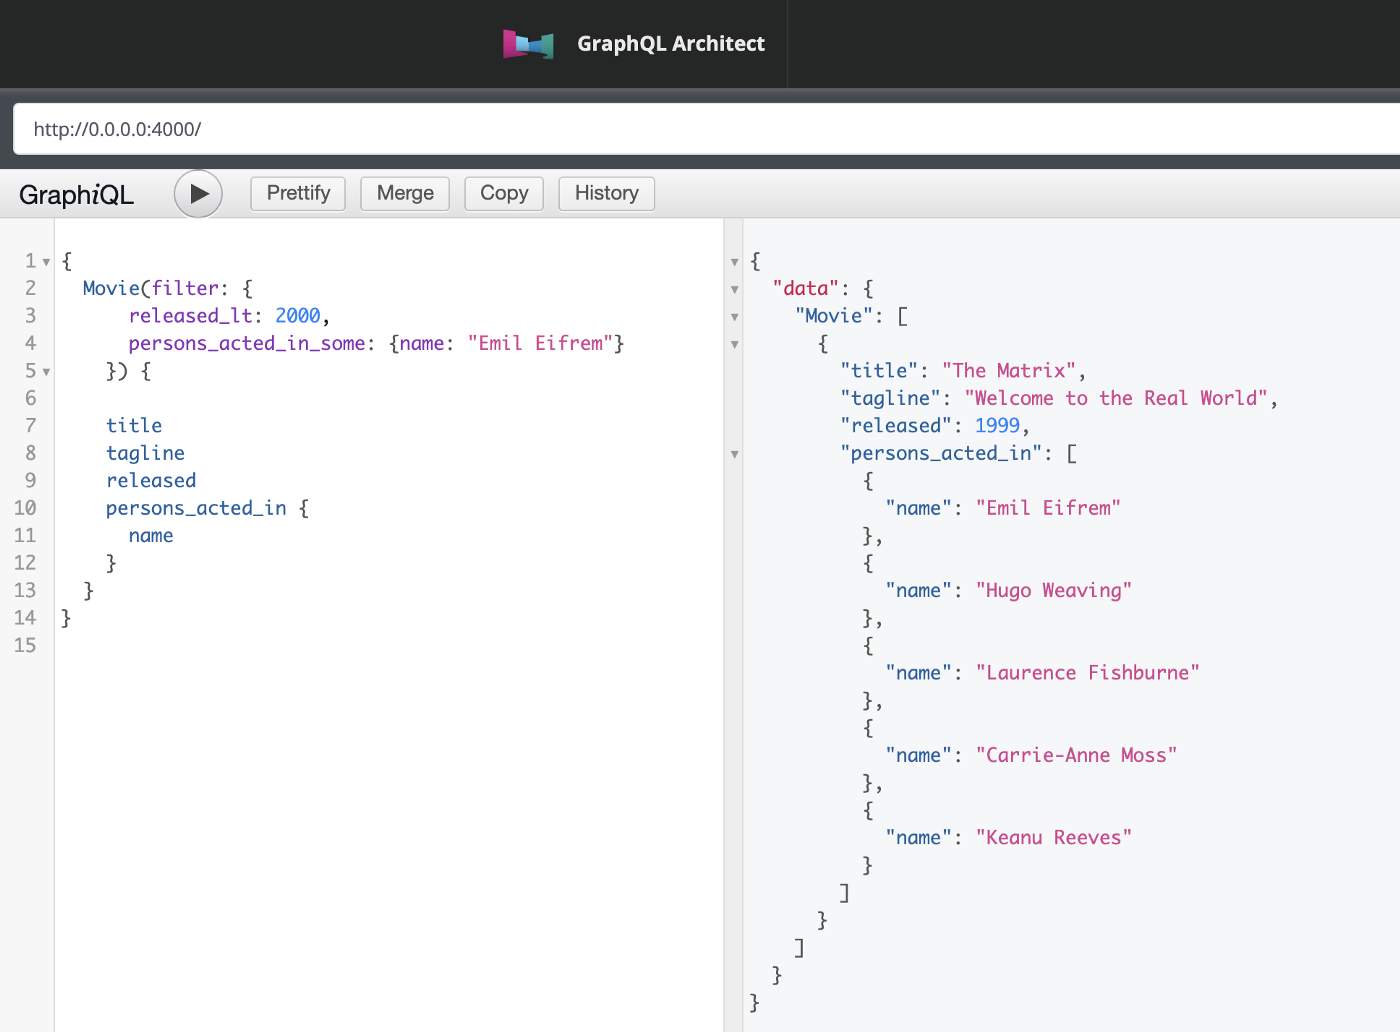 GraphQL Architect
http://0.0.0.0:4000/
GraphiQL Prettify Merge Copy History
1 {
2 Movie(filter: {
3 released_lt: 2000,
4 persons_acted_in_some: {name: "Emil Eifrem"}
5 }) {
6
7 title
8 tagline
9 released
10 persons_acted_in {
11 name
12 }
13 }
14 }
15
{
"data": {
"Movie": [
{
"title": "The Matrix",
"tagline": "Welcome to the Real World",
"released": 1999,
"persons_acted_in": [
{
"name": "Emil Eifrem"
},
{
"name": "Hugo Weaving"
},
{
"name": "Laurence Fishburne"
},
{
"name": "Carrie-Anne Moss"
},
{
"name": "Keanu Reeves"
}
]
}
]
}
}